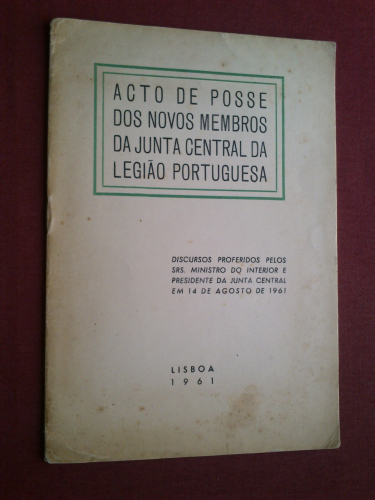 ACTO DE POSSE
DOS NOVOS MEMBROS
DA JUNTA CENTRAL DA
LEGIÃO PORTUGUESA
DISCURSOS PROFERIDOS PELOS
SRS. MINISTRO DO INTERIOR E
PRESIDENTE DA JUNTA CENTRAL
EM 14 DE AGOSTO DE 1961
LISBOA
1961